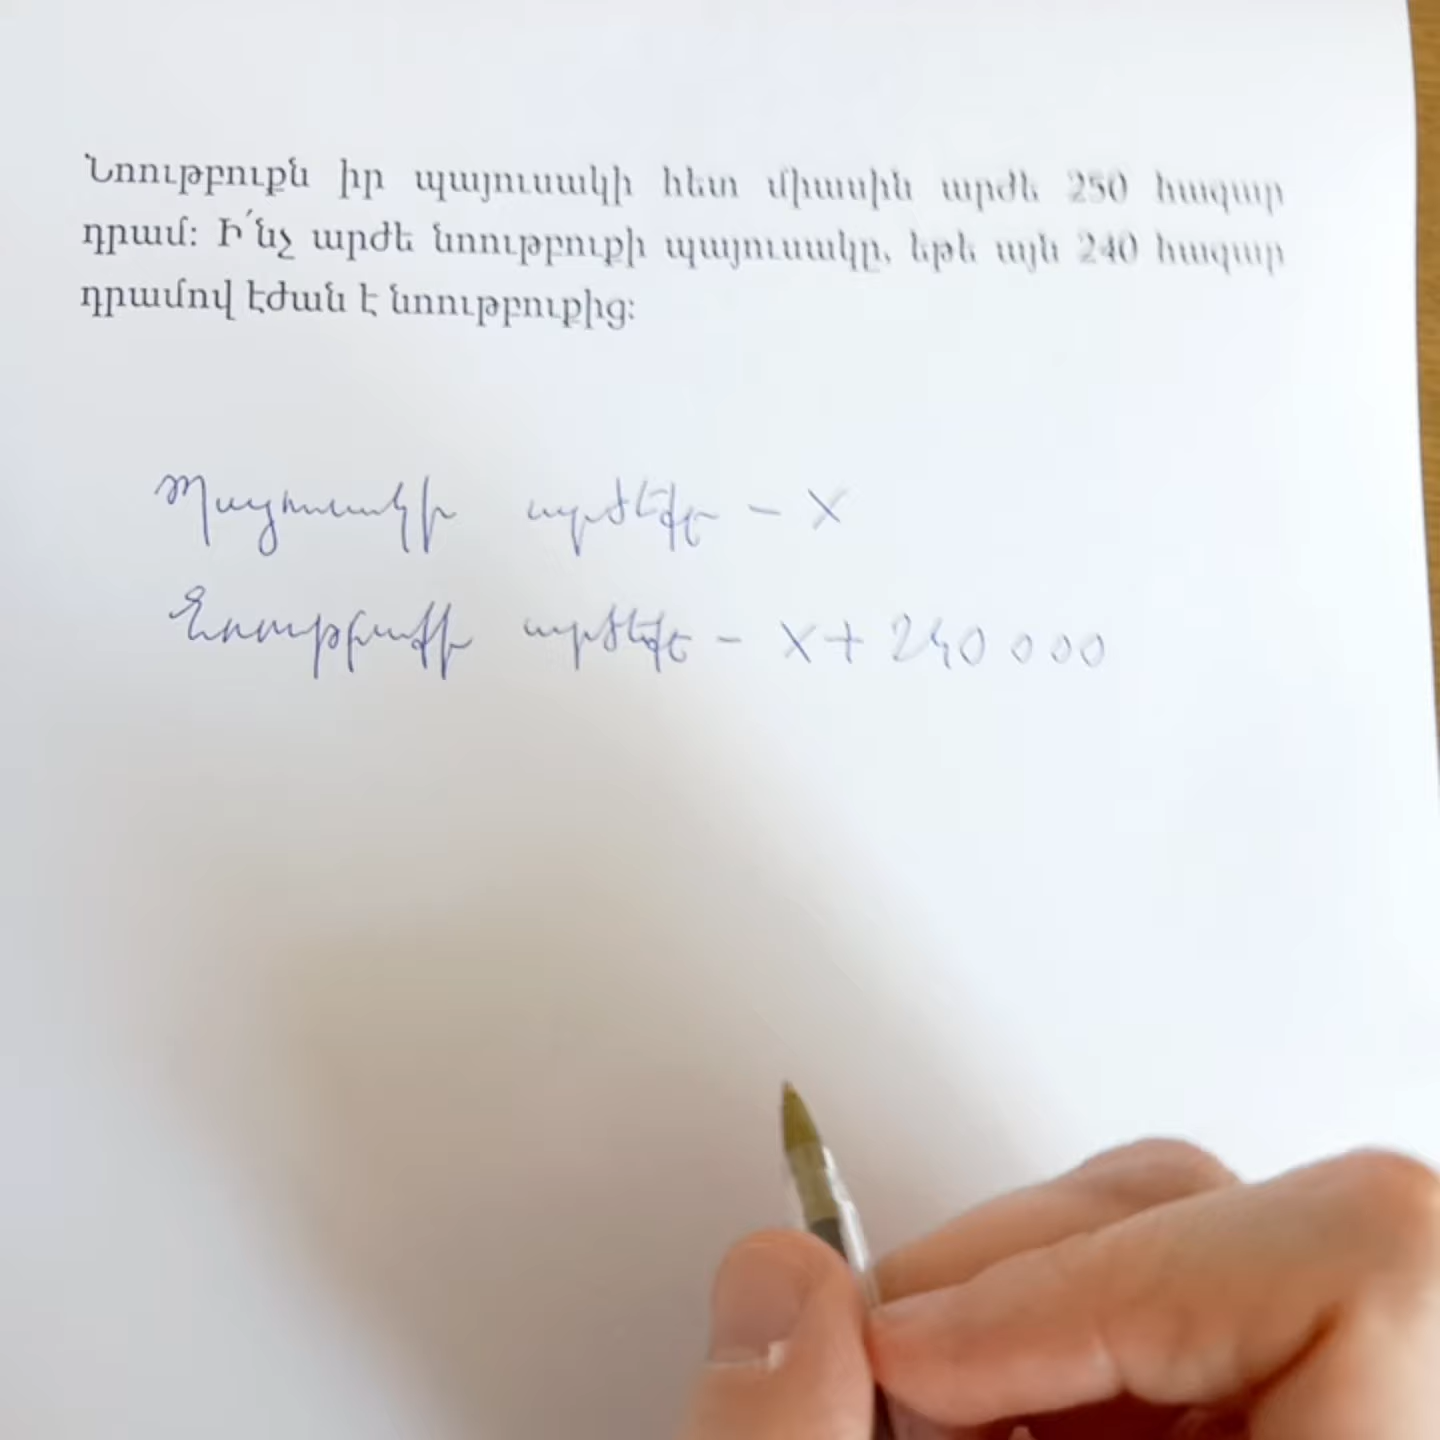 Նոութբուքն իր պայուսակի հետ միասին արժե 250 հազար
դրամ: Ի՛նչ արժե նոութբուքի պայուսակը, եթե այն 240 հազար
դրամով էժան է նոութբուքից:
Պայուսակի արժեքը - x
Նոութբուքի արժեքը - x + 240 000